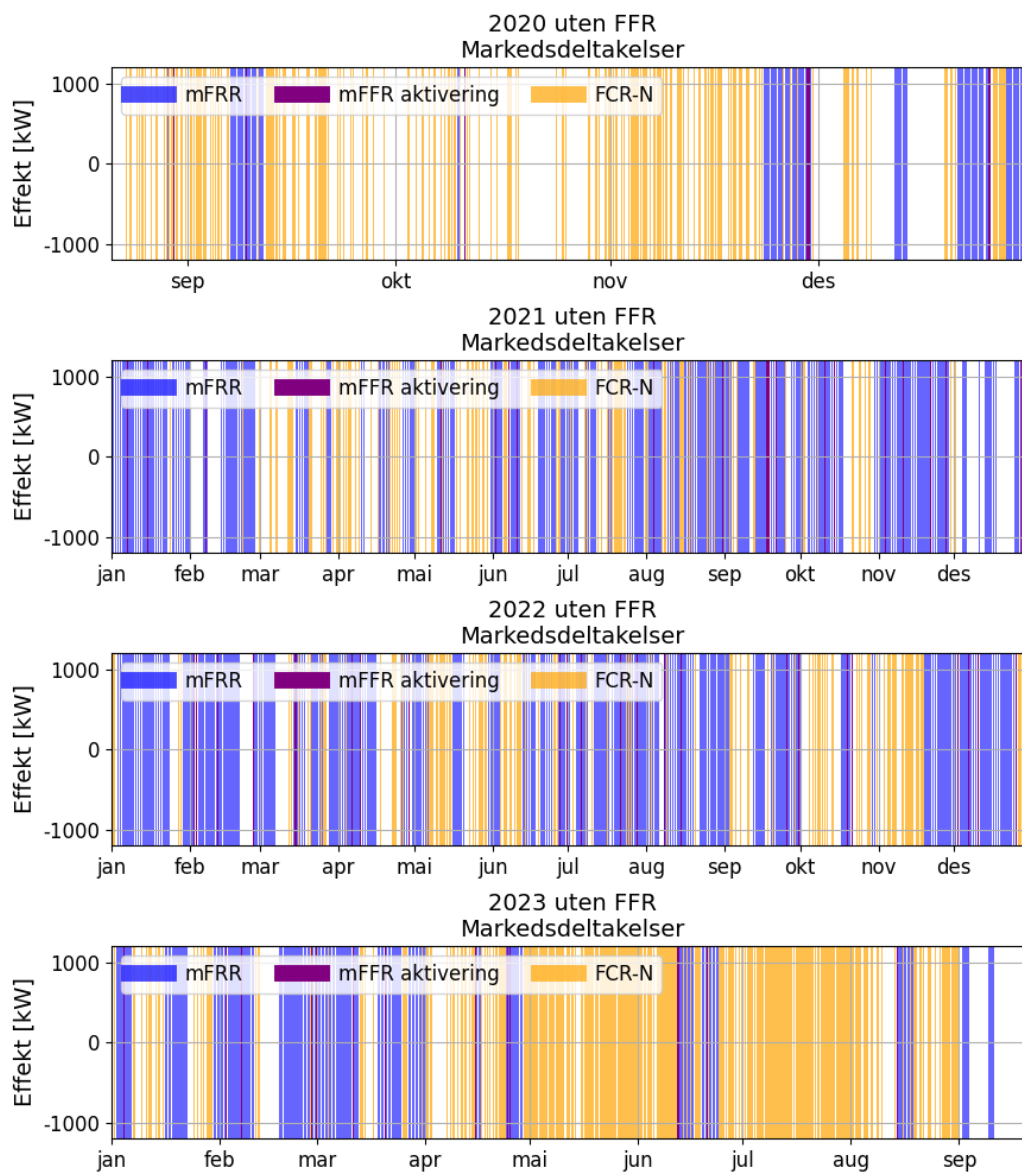 2020 uten FFR
Markedsdeltakelser
Effekt [kW]
1000
0
-1000
mFRR mFFR aktivering FCR-N
sep okt nov des
2021 uten FFR
Markedsdeltakelser
Effekt [kW]
1000
0
-1000
mFRR mFFR aktivering FCR-N
jan feb mar apr mai jun jul aug sep okt nov des
2022 uten FFR
Markedsdeltakelser
Effekt [kW]
1000
0
-1000
mFRR mFFR aktivering FCR-N
jan feb mar apr mai jun jul aug sep okt nov des
2023 uten FFR
Markedsdeltakelser
Effekt [kW]
1000
0
-1000
mFRR mFFR aktivering FCR-N
jan feb mar apr mai jun jul aug sep